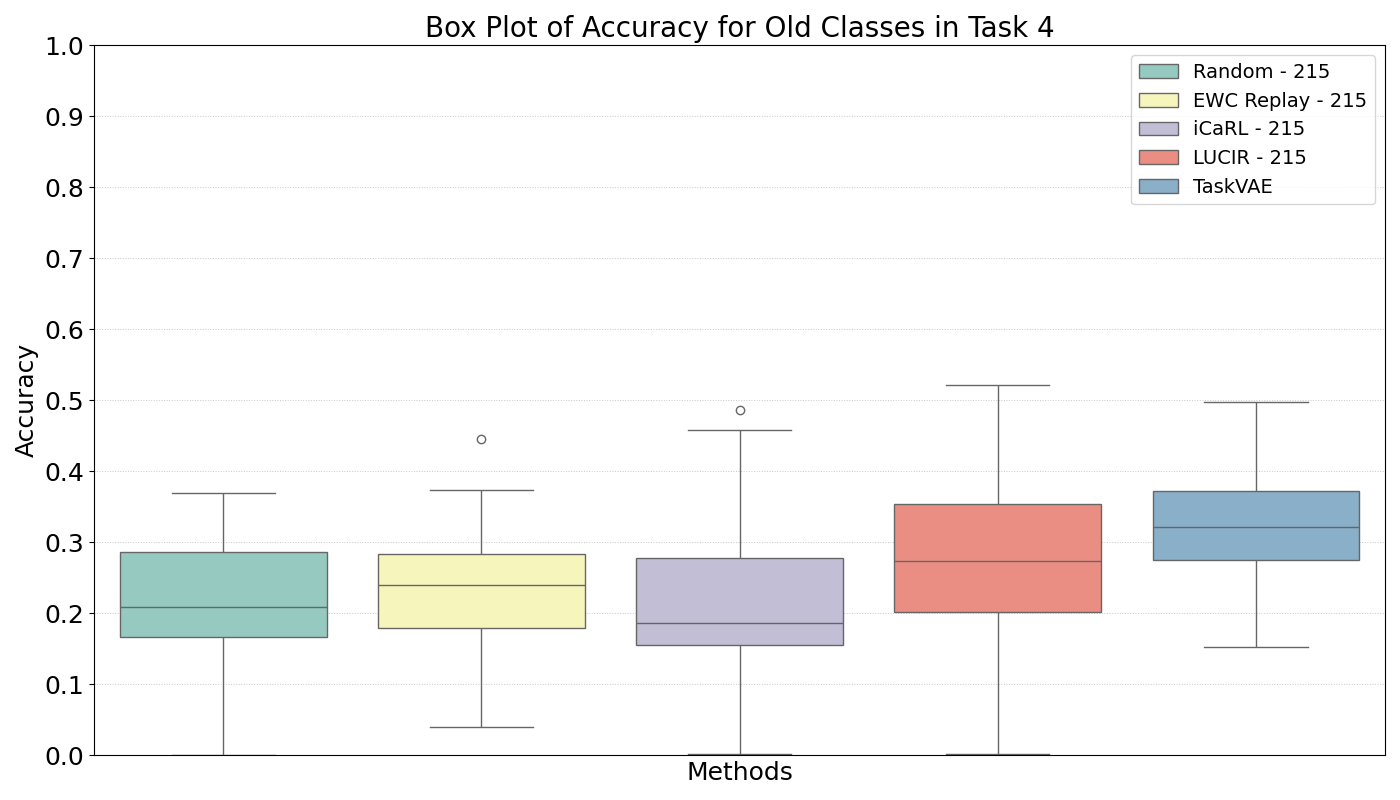 Box Plot of Accuracy for Old Classes in Task 4
1.0
0.9
0.8
0.7
0.6
0.5
0.4
0.3
0.2
0.1
0.0
Accuracy
Methods
Random - 215
EWC Replay - 215
iCaRL - 215
LUCIR - 215
TaskVAE